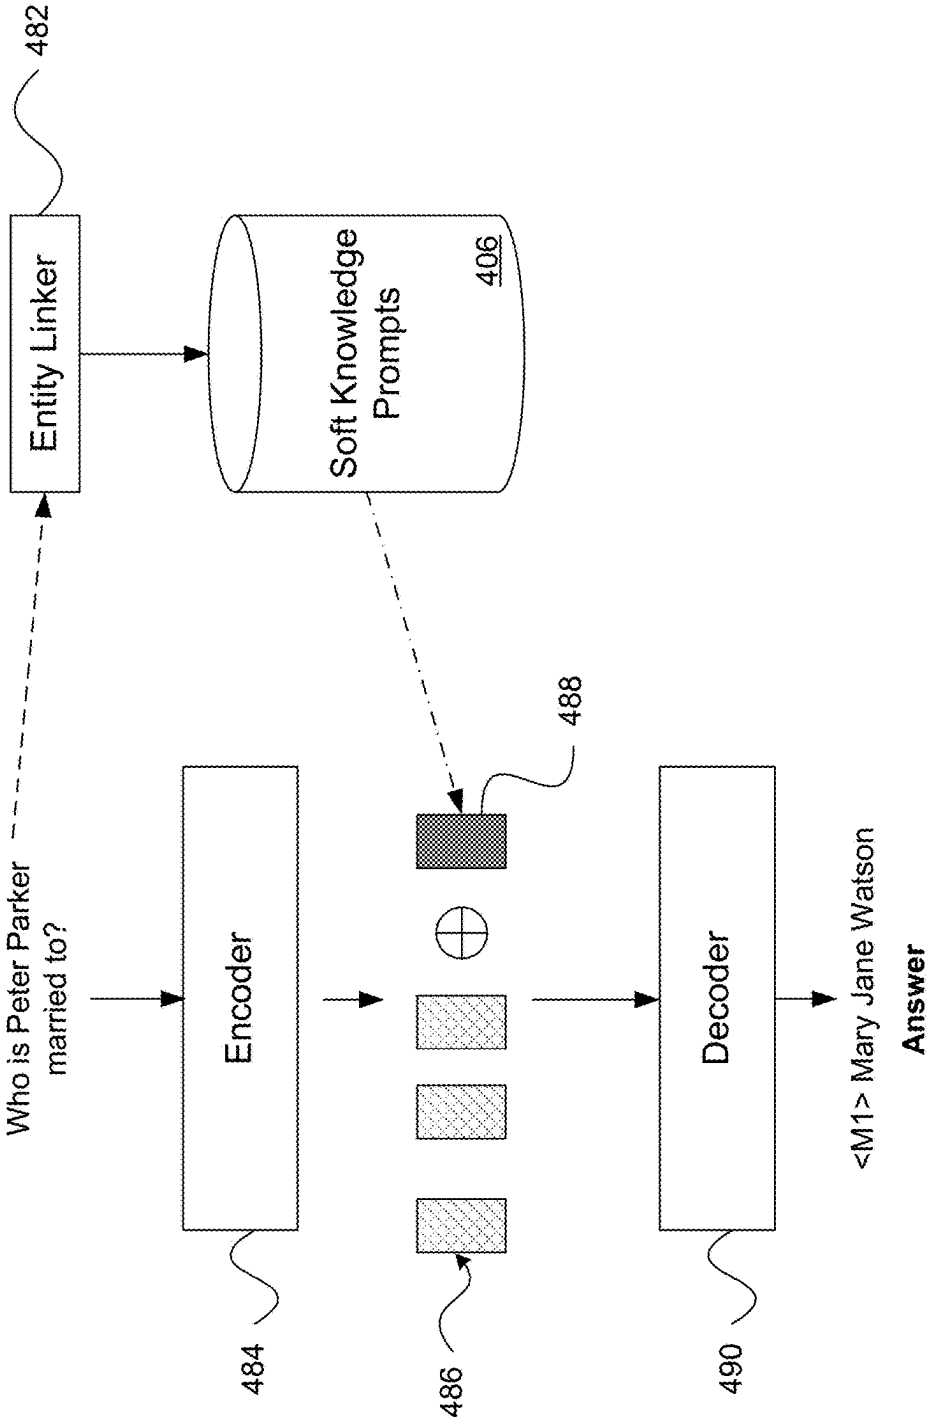 Who is Peter Parker
married to?
Entity Linker
482
Encoder
484
Soft Knowledge
Prompts
406
486
488
Decoder
490
<M1> Mary Jane Watson
Answer